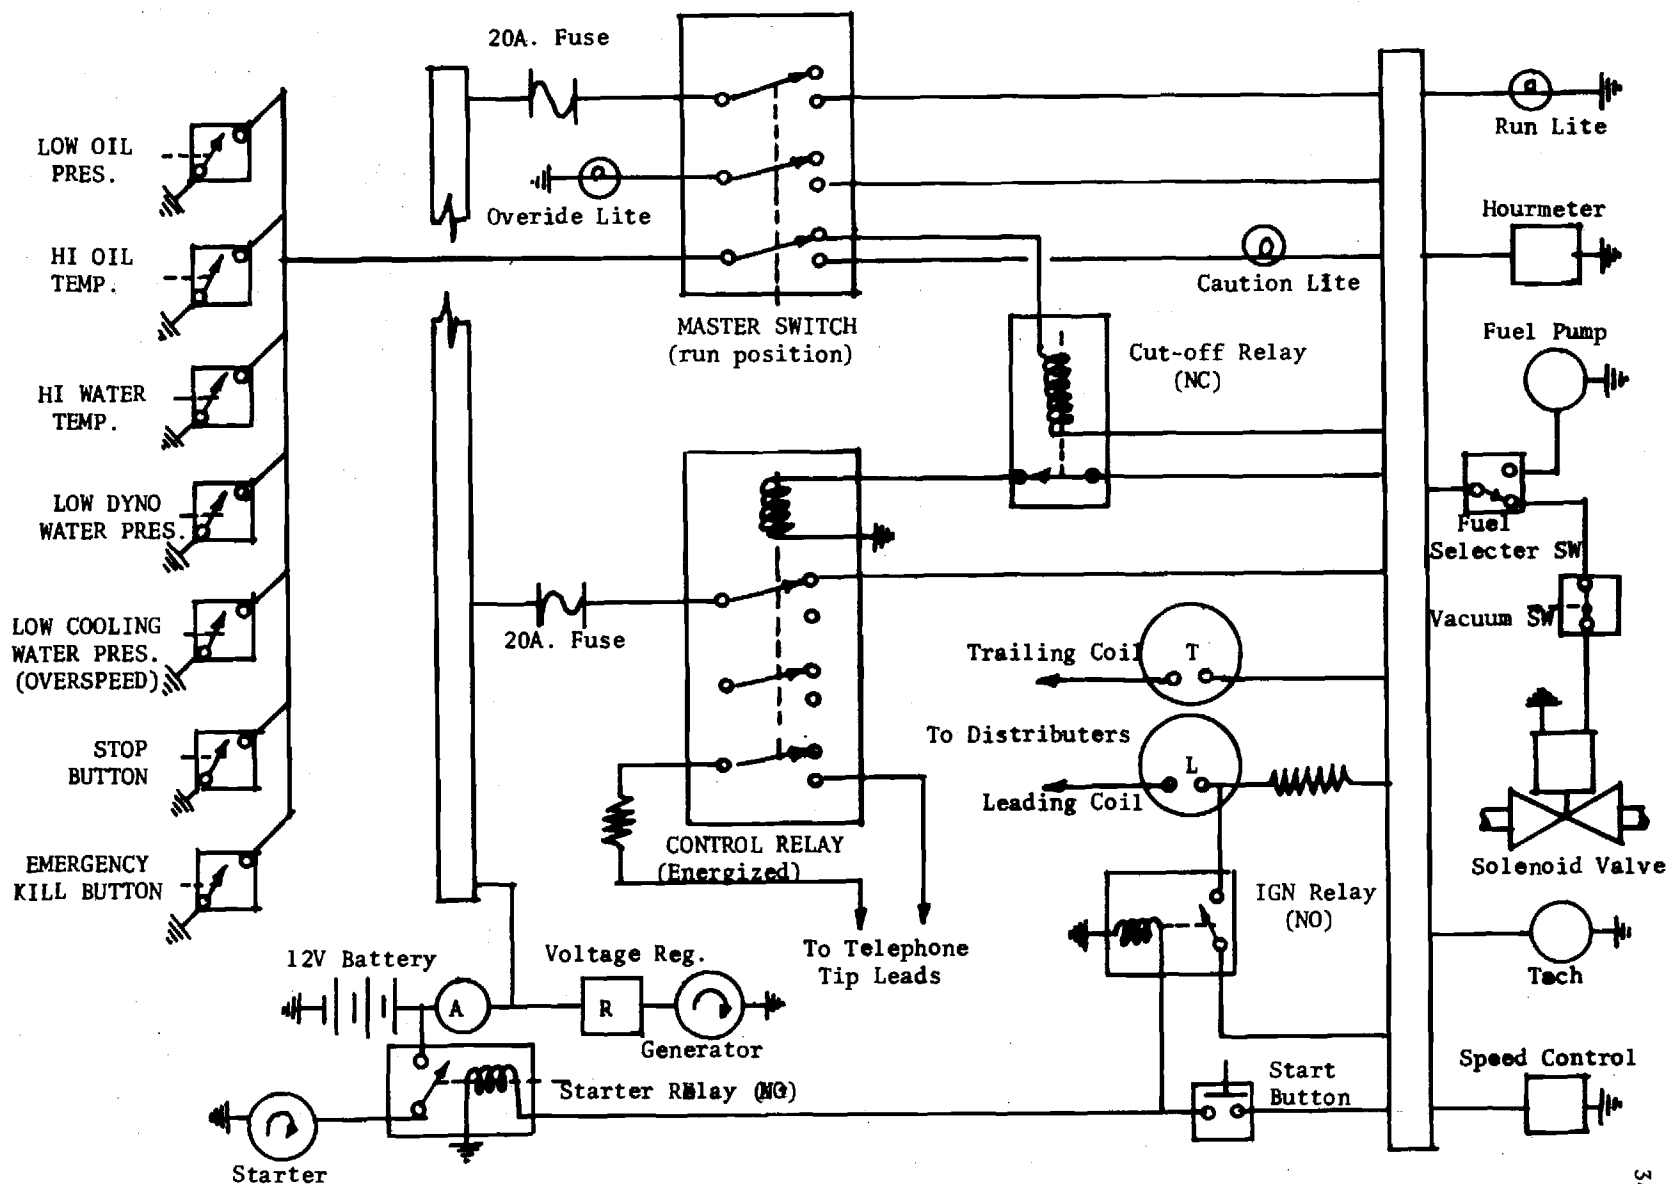 20A. Fuse
LOW OIL
PRES.
Run Lite
Overide Lite
Hourmeter
HI OIL
TEMP.
Caution Lite
MASTER SWITCH
(run position)
Fuel Pump
Cut-off Relay
(NC)
HI WATER
TEMP.
LOW DYNO
WATER PRES.
Fuel
Selecter SW
LOW COOLING
WATER PRES.
(OVERSPEED)
20A. Fuse
Vacuum SW
Trailing Coil
T
To Distributers
L
Leading Coil
STOP
BUTTON
CONTROL RELAY
(Energized)
Solenoid Valve
EMERGENCY
KILL BUTTON
IGN Relay
(NO)
To Telephone
Tip Leads
12V Battery
Voltage Reg.
Tach
A
R
Generator
Speed Control
Starter Relay (NO)
Start
Button
Starter
3